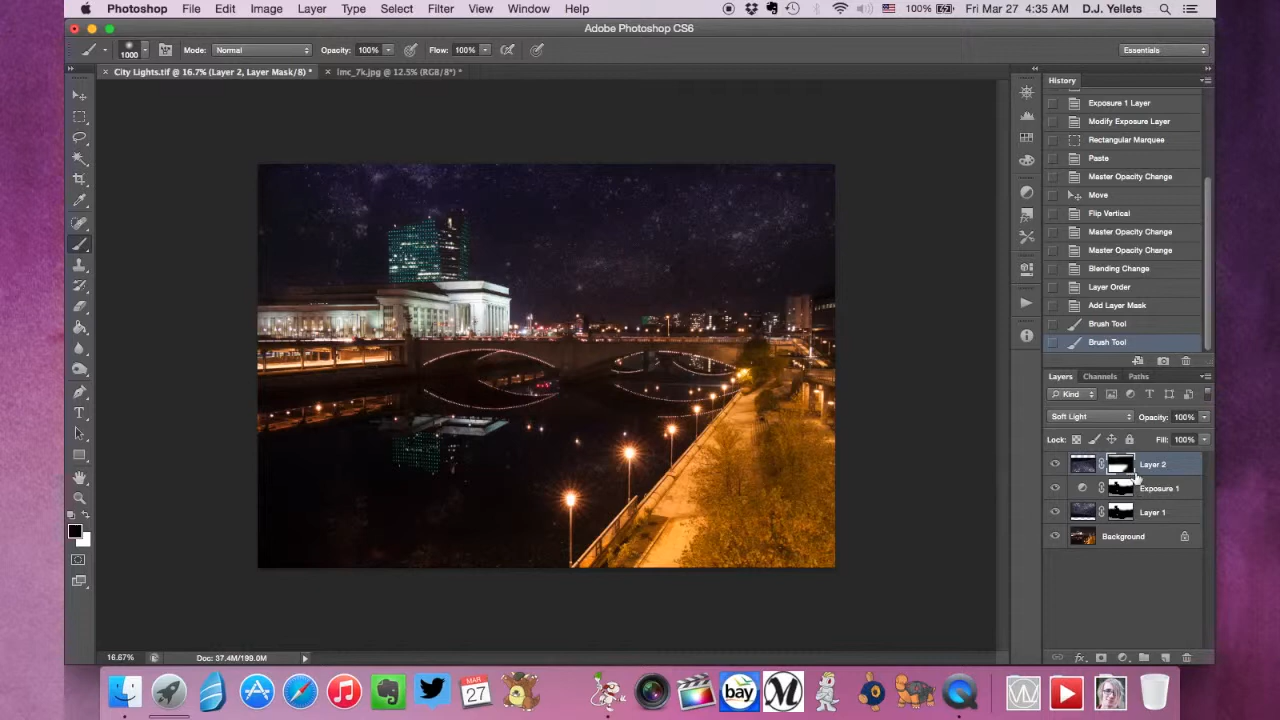 Photoshop File Edit Image Layer Type Select Filter View Window Help 100% Fri Mar 27 4:35 AM D.J. Yellets
Adobe Photoshop CS6
1000 Mode: Normal Opacity: 100% Flow: 100% Essentials
× City Lights.tif @ 16.7% (Layer 2, Layer Mask/8) * × imc_7k.jpg @ 12.5% (RGB/8*) *
History
Exposure 1 Layer
Modify Exposure Layer
Rectangular Marquee
Paste
Master Opacity Change
Move
Flip Vertical
Master Opacity Change
Master Opacity Change
Blending Change
Layer Order
Add Layer Mask
Brush Tool
Brush Tool
Layers Channels Paths
Kind
Soft Light Opacity: 100%
Lock: Fill: 100%
Layer 2
Exposure 1
Layer 1
Background
16.67% Doc: 37.4M/199.0M
MAR
27
bay
M